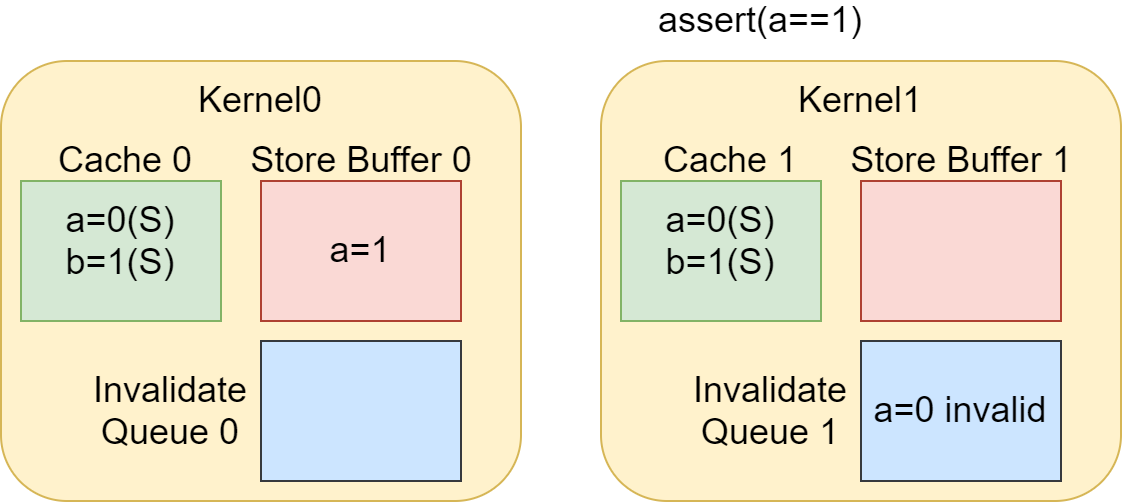 assert(a==1)
Kernel0
Cache 0
Store Buffer 0
a=0(S)
b=1(S)
a=1
Invalidate
Queue 0
Kernel1
Cache 1
Store Buffer 1
a=0(S)
b=1(S)
Invalidate
Queue 1
a=0 invalid